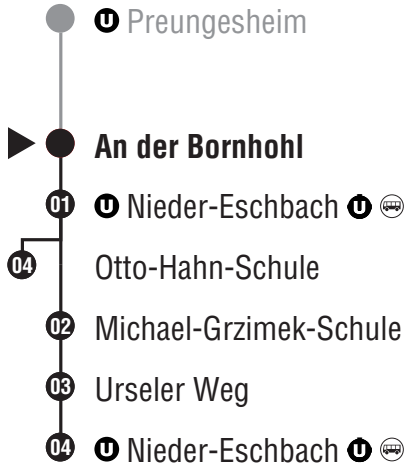 U Preungesheim
An der Bornhohl
01 U Nieder-Eschbach U
04 Otto-Hahn-Schule
02 Michael-Grzimek-Schule
03 Urseler Weg
04 U Nieder-Eschbach U